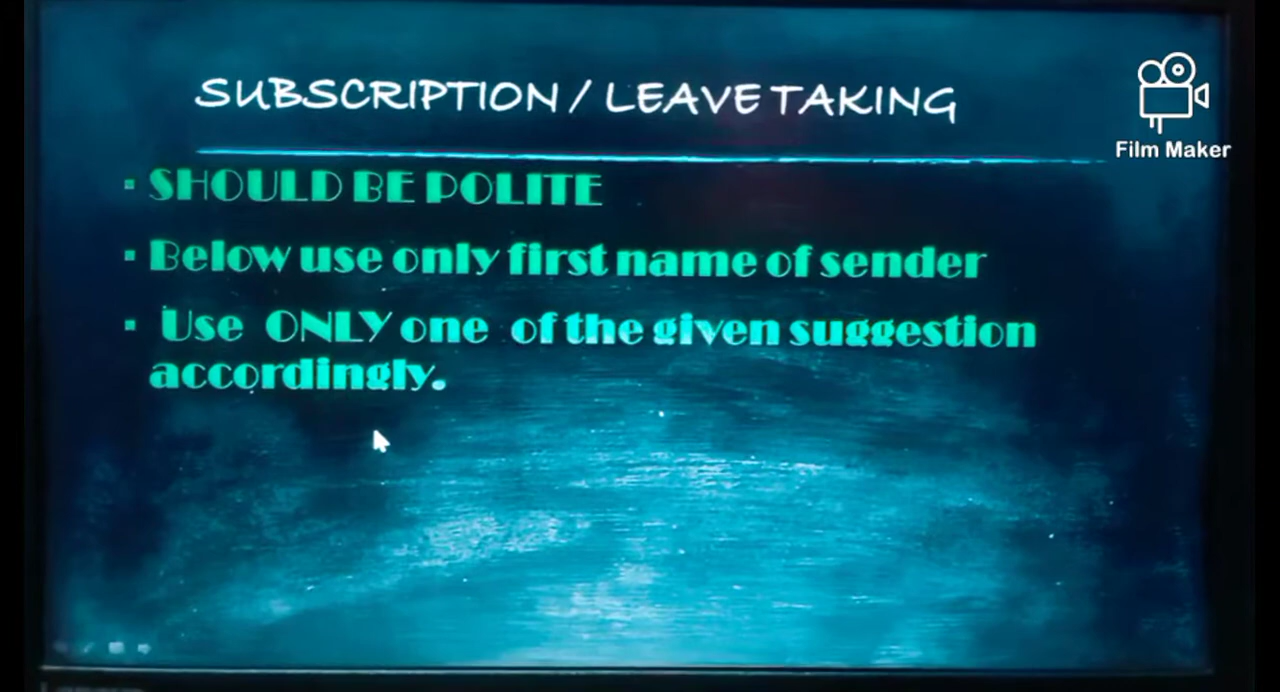 SUBSCRIPTION / LEAVE TAKING
Film Maker
SHOULD BE POLITE
Below use only first name of sender
Use ONLY one of the given suggestion
accordingly.